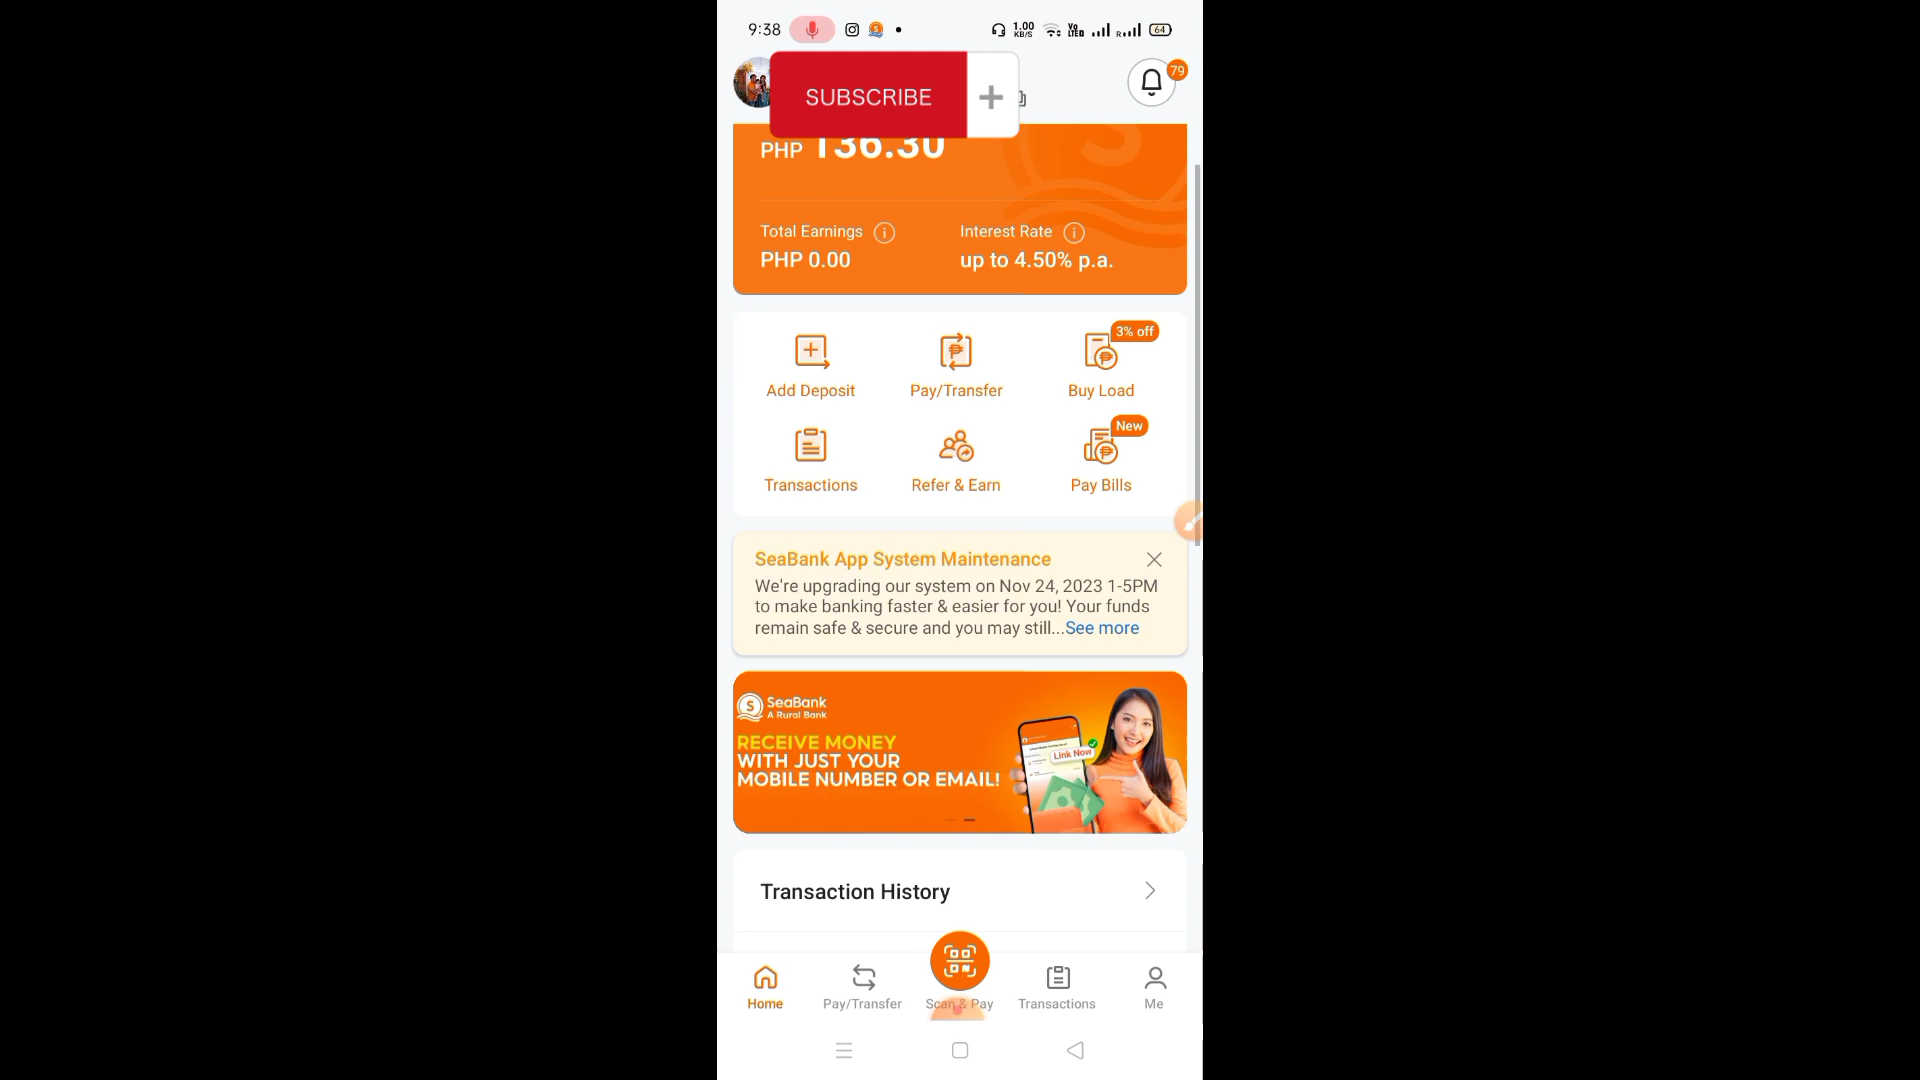 9:38
1.00
KB/S
Vo
LTE
R
64
SUBSCRIBE
79
PHP 136.30
Total Earnings
Interest Rate
PHP 0.00
up to 4.50% p.a.
3% off
Add Deposit
Pay/Transfer
Buy Load
New
Transactions
Refer & Earn
Pay Bills
SeaBank App System Maintenance
We're upgrading our system on Nov 24, 2023 1-5PM
to make banking faster & easier for you! Your funds
remain safe & secure and you may still...See more
SeaBank
A Rural Bank
RECEIVE MONEY
WITH JUST YOUR
MOBILE NUMBER OR EMAIL!
Link Now
Transaction History
Home
Pay/Transfer
Scan & Pay
Transactions
Me